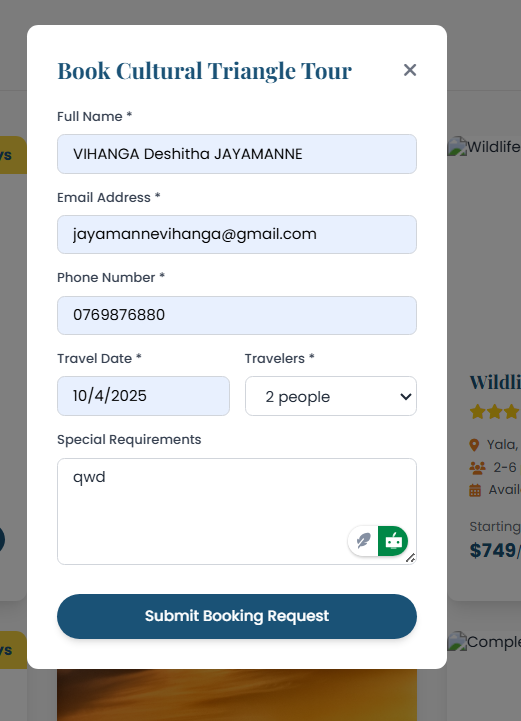 Book Cultural Triangle Tour
Full Name *
VIHANGA Deshitha JAYAMANNE
Email Address *
jayamannevihanga@gmail.com
Phone Number *
0769876880
Travel Date *
Travelers *
10/4/2025
2 people
Special Requirements
qwd
Submit Booking Request
ys
Wildlife
Wildli
Yala,
2-6
Avail
Starting
$749/
ys
Comple